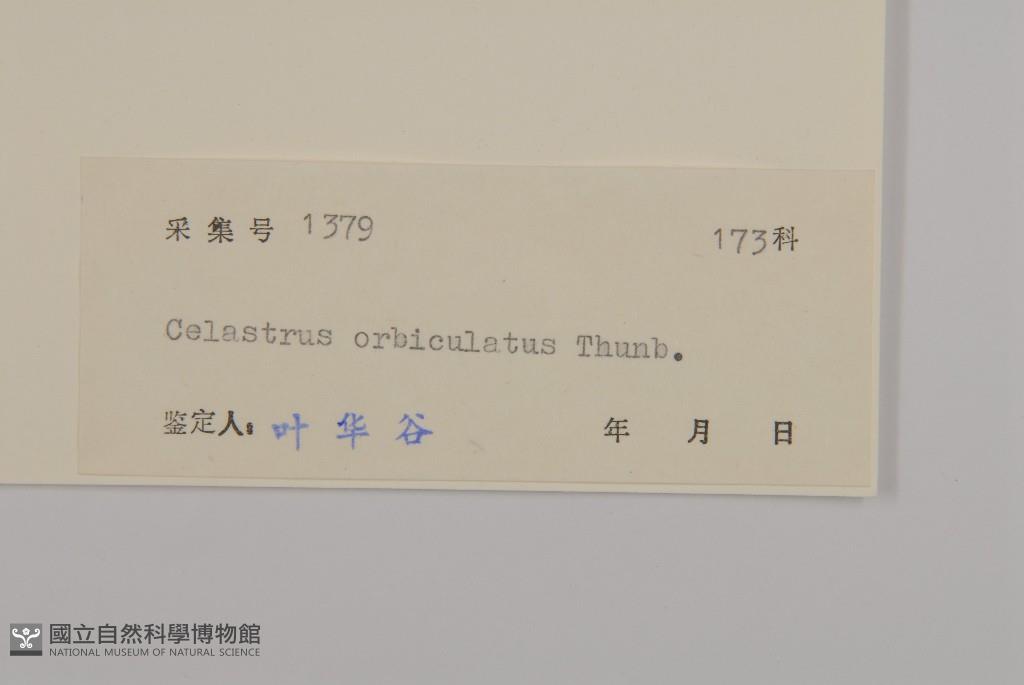 采集号 1379 173科
Celastrus orbiculatus Thunb.
鉴定人: 叶华谷 年 月 日
國立自然科學博物館
NATIONAL MUSEUM OF NATURAL SCIENCE